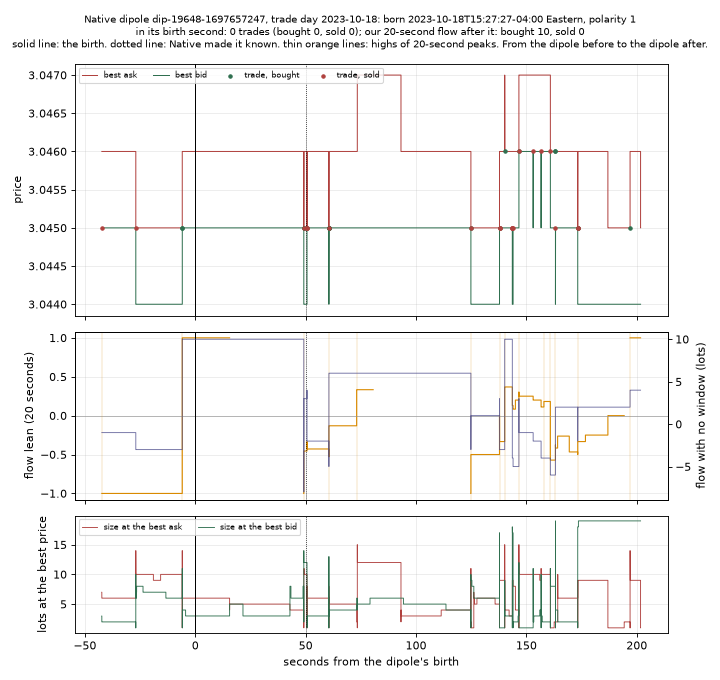 Native dipole dip-19648-1697657247, trade day 2023-10-18: born 2023-10-18T15:27:27-04:00 Eastern, polarity 1
in its birth second: 0 trades (bought 0, sold 0); our 20-second flow after it: bought 10, sold 0
solid line: the birth. dotted line: Native made it known. thin orange lines: highs of 20-second peaks. From the dipole before to the dipole after.
best ask best bid trade, bought trade, sold
3.0470
3.0465
3.0460
3.0455
3.0450
3.0445
3.0440
price
1.0
0.5
0.0
−0.5
−1.0
flow lean (20 seconds)
10
5
0
−5
flow with no window (lots)
size at the best ask size at the best bid
15
10
5
lots at the best price
−50 0 50 100 150 200
seconds from the dipole's birth